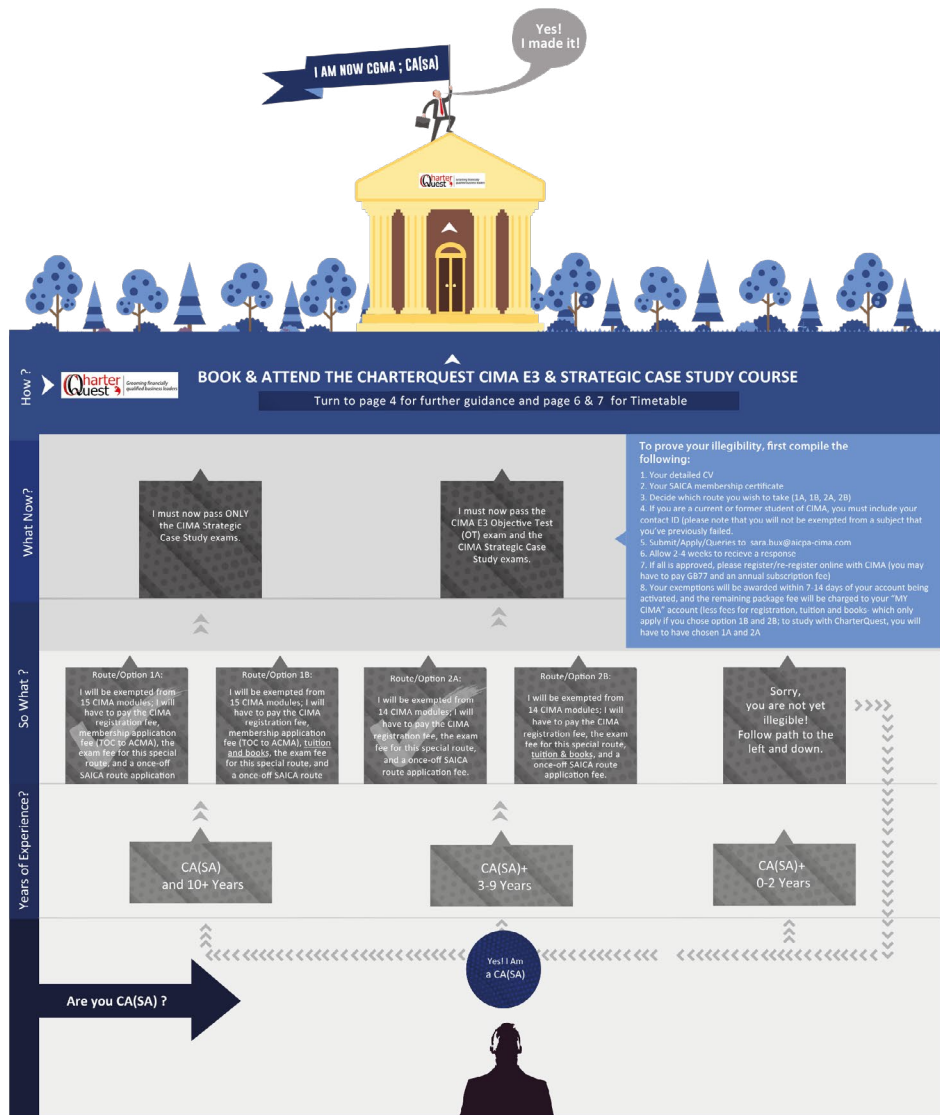 Yes!
I made it!
I AM NOW CGMA ; CA(SA)
Charter
Quest
Grooming financially
qualified business leaders
How ?
Charter
Quest
Grooming financially
qualified business leaders
BOOK & ATTEND THE CHARTERQUEST CIMA E3 & STRATEGIC CASE STUDY COURSE
Turn to page 4 for further guidance and page 6 & 7 for Timetable
What Now?
I must now pass ONLY
the CIMA Strategic
Case Study exams.
I must now pass the
CIMA E3 Objective Test
(OT) exam and the
CIMA Strategic Case
Study exams.
To prove your illegibility, first compile the
following:
1. Your detailed CV
2. Your SAICA membership certificate
3. Decide which route you wish to take (1A, 1B, 2A, 2B)
4. If you are a current or former student of CIMA, you must include your
contact ID (please note that you will not be exempted from a subject that
you've previously failed.
5. Submit/Apply/Queries to sara.bux@aicpa-cima.com
6. Allow 2-4 weeks to recieve a response
7. If all is approved, please register/re-register online with CIMA (you may
have to pay GB77 and an annual subscription fee)
8. Your exemptions will be awarded within 7-14 days of your account being
activated, and the remaining package fee will be charged to your "MY
CIMA" account (less fees for registration, tuition and books- which only
apply if you chose option 1B and 2B; to study with CharterQuest, you will
have to have chosen 1A and 2A
So What ?
Route/Option 1A:
I will be exempted from
15 CIMA modules; I will
have to pay the CIMA
registration fee,
membership application
fee (TOC to ACMA), the
exam fee for this special
route, and a once-off
SAICA route application
Route/Option 1B:
I will be exempted from
15 CIMA modules; I will
have to pay the CIMA
registration fee,
membership application
fee (TOC to ACMA), tuition
and books, the exam fee
for this special route, and
a once-off SAICA route
Route/Option 2A:
I will be exempted from
14 CIMA modules; I will
have to pay the CIMA
registration fee, the exam
fee for this special route,
and a once-off SAICA
route application fee.
Route/Option 2B:
I will be exempted from
14 CIMA modules; I will
have to pay the CIMA
registration fee, the exam
fee for this special route,
tuition & books, and a
once-off SAICA route
application fee.
Sorry,
you are not yet
illegible!
Follow path to the
left and down.
Years of Experience?
CA(SA)
and 10+ Years
CA(SA)+
3-9 Years
CA(SA)+
0-2 Years
Yes! I Am
a CA(SA)
Are you CA(SA) ?